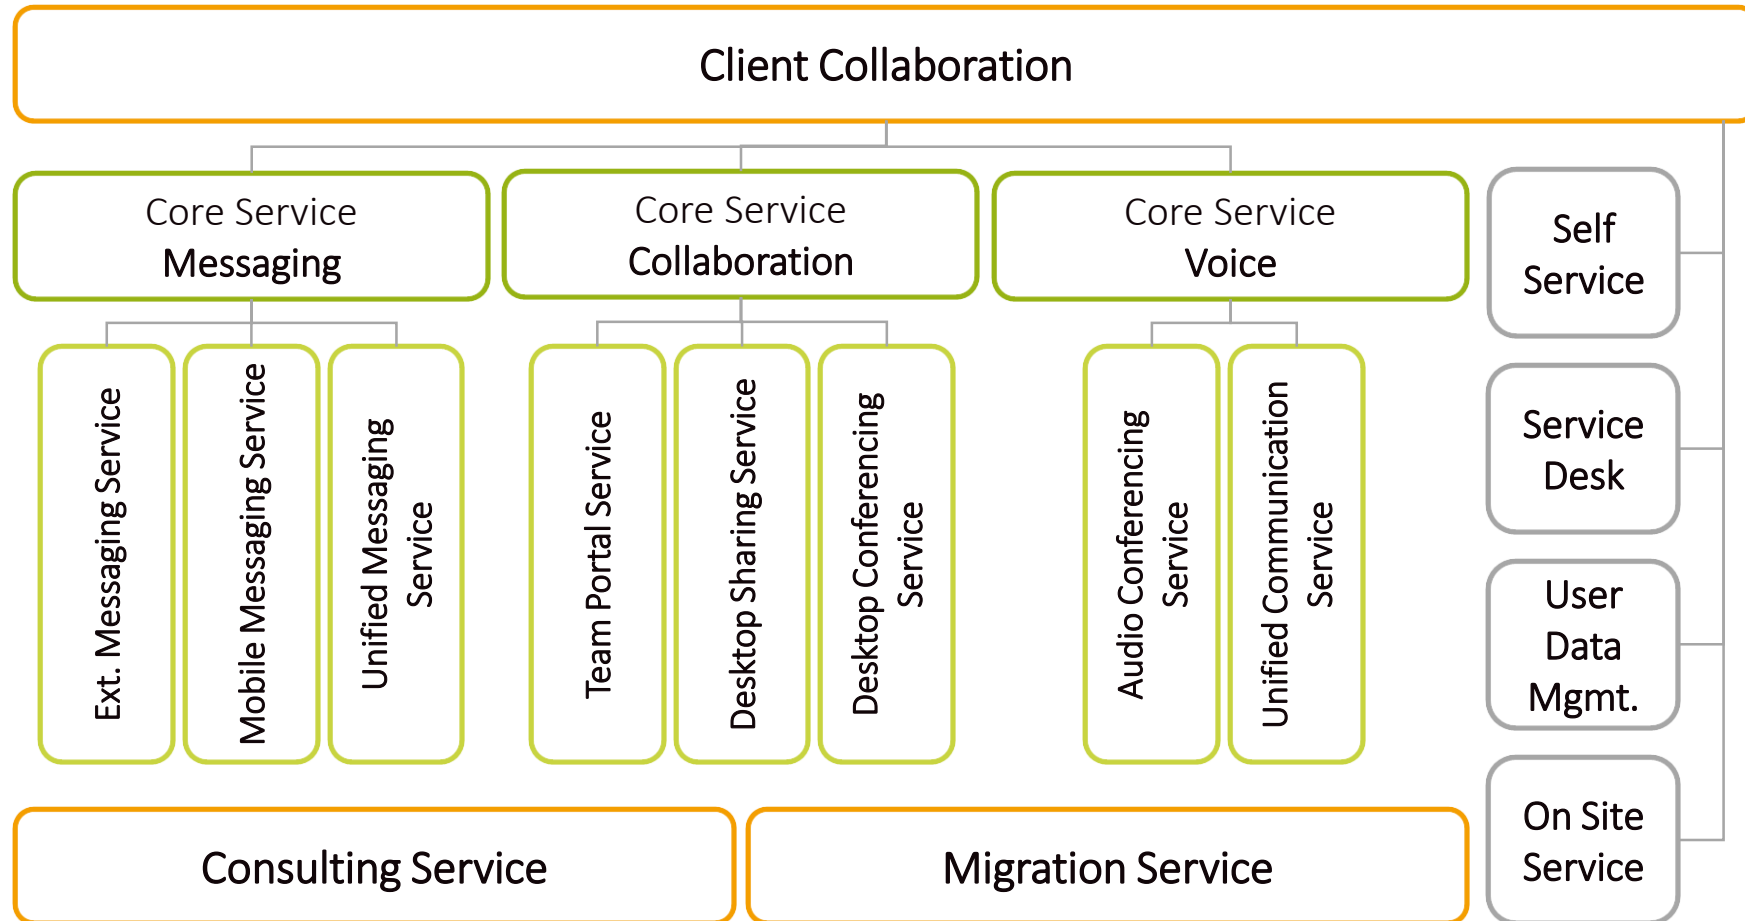 Client Collaboration
Core Service
Messaging
Core Service
Collaboration
Core Service
Voice
Self
Service
Ext. Messaging Service
Mobile Messaging Service
Unified Messaging
Service
Team Portal Service
Desktop Sharing Service
Desktop Conferencing
Service
Audio Conferencing
Service
Unified Communication
Service
Service
Desk
User
Data
Mgmt.
On Site
Service
Consulting Service
Migration Service